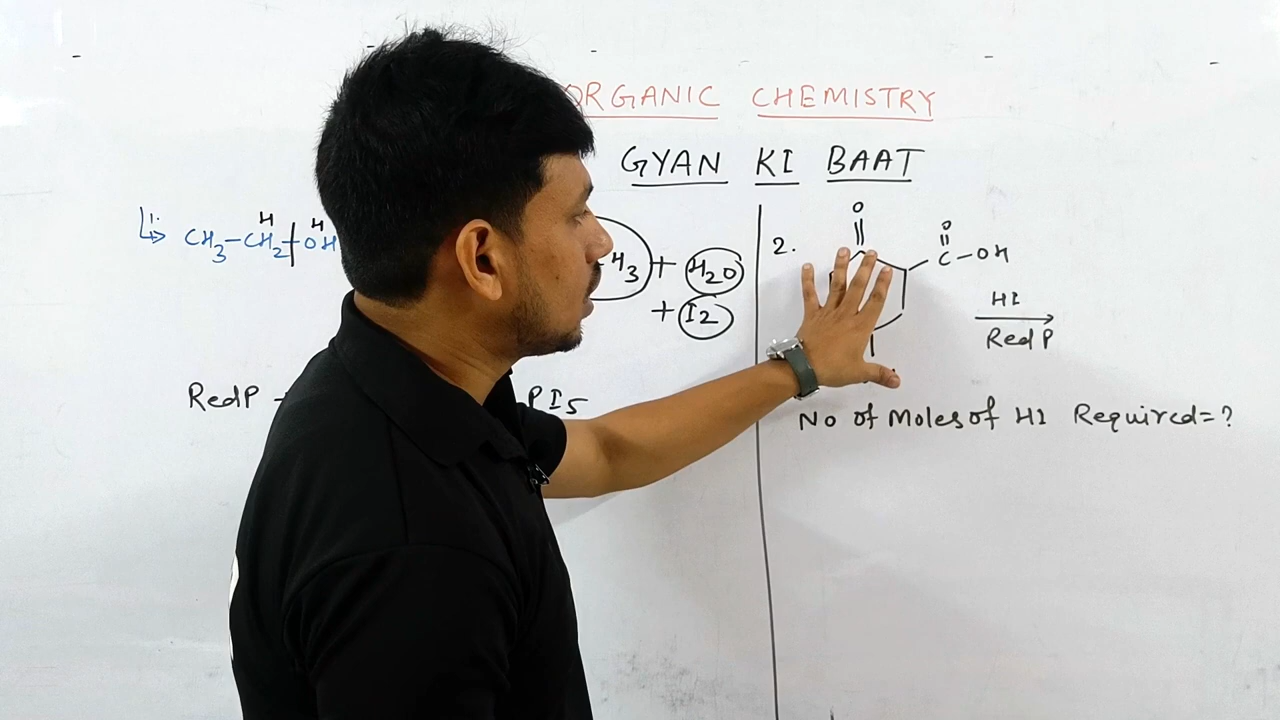 ORGANIC CHEMISTRY
GYAN KI BAAT
1.
H H
CH3-CH2-OH
H3 + H2O
+ I2
RedP
PI5
2.
O
O
C-OH
HI
Red P
No of Moles of HI Required=?